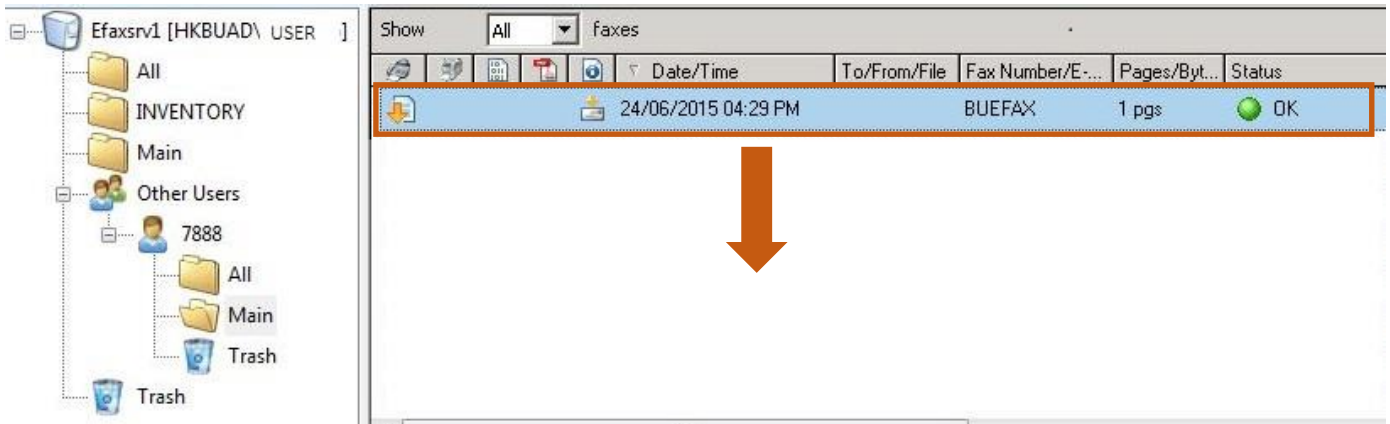 Efaxsrv1 [HKBUAD\ USER ]
All
INVENTORY
Main
Other Users
7888
All
Main
Trash
Trash
Show All faxes
Date/Time To/From/File Fax Number/E-... Pages/Byt... Status
24/06/2015 04:29 PM BUEFAX 1 pgs OK